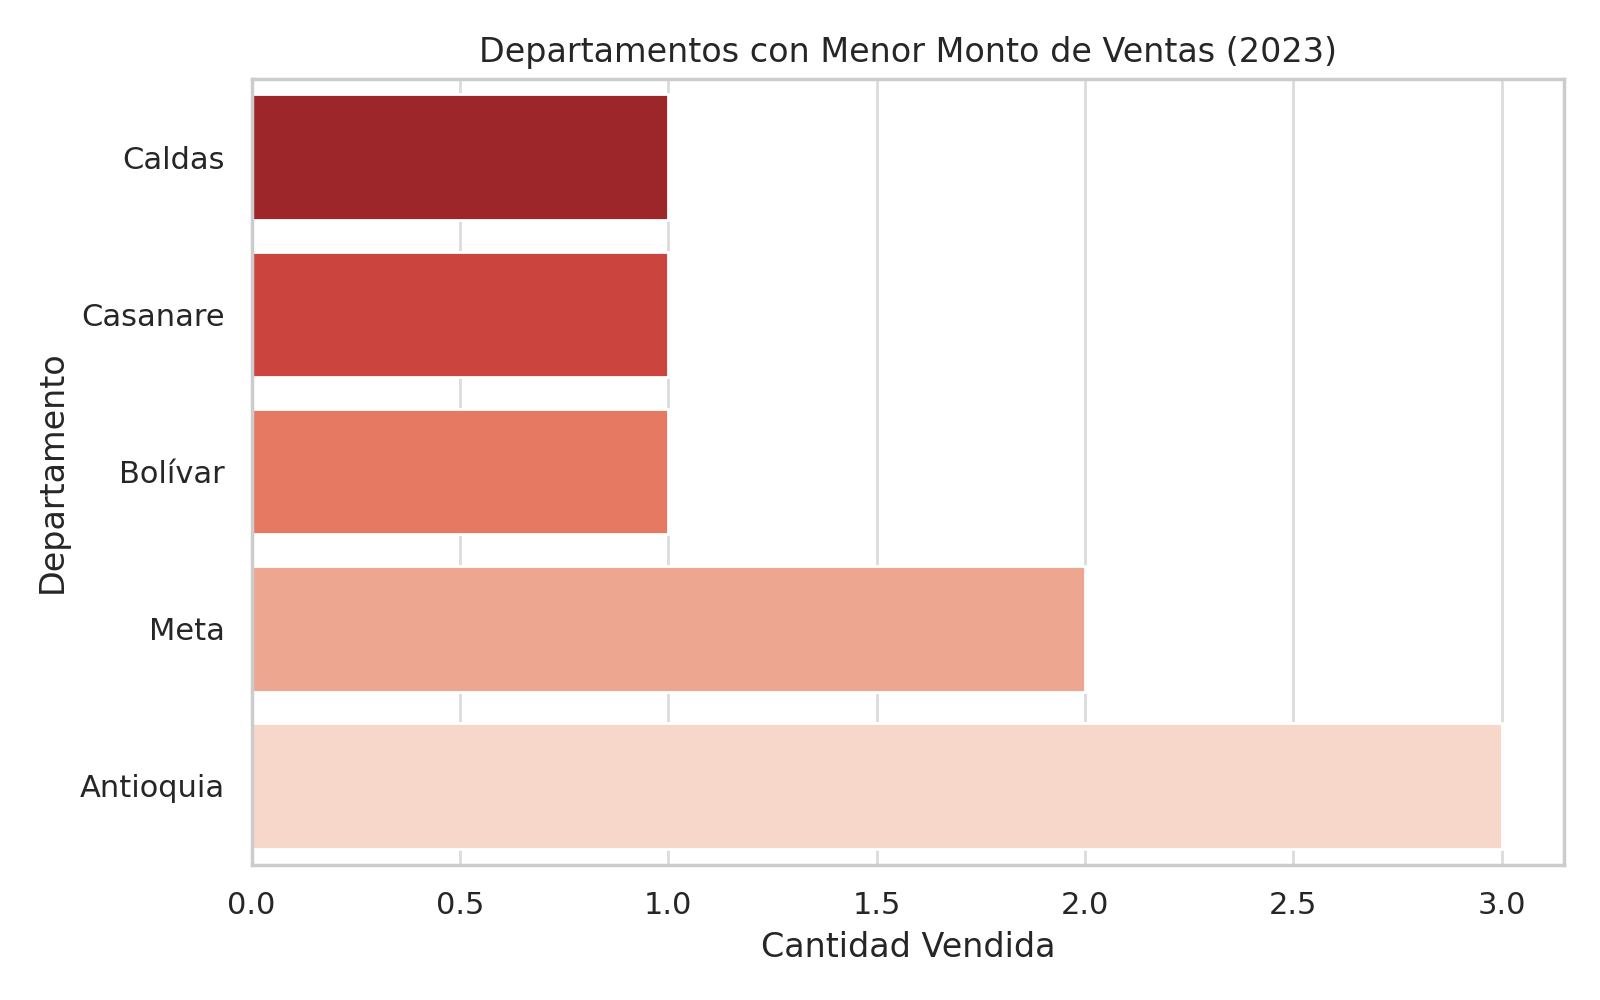 Departamentos con Menor Monto de Ventas (2023)
Departamento
Caldas
Casanare
Bolívar
Meta
Antioquia
0.0 0.5 1.0 1.5 2.0 2.5 3.0
Cantidad Vendida